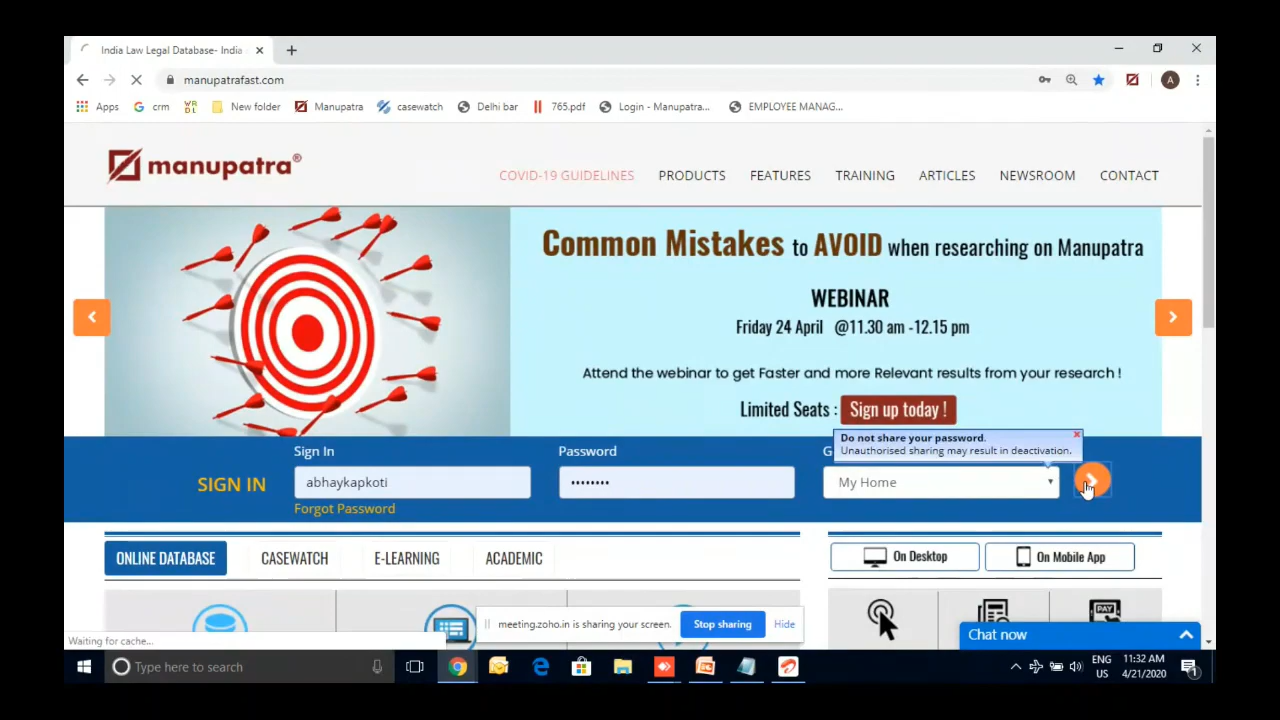 India Law Legal Database- India
manupatrafast.com
A
Apps
crm
New folder
Manupatra
casewatch
Delhi bar
765.pdf
Login - Manupatra...
EMPLOYEE MANAG...
manupatra®
COVID-19 GUIDELINES
PRODUCTS
FEATURES
TRAINING
ARTICLES
NEWSROOM
CONTACT
Common Mistakes to AVOID when researching on Manupatra
WEBINAR
Friday 24 April @11.30 am -12.15 pm
Attend the webinar to get Faster and more Relevant results from your research !
Limited Seats : Sign up today !
Do not share your password.
Unauthorised sharing may result in deactivation.
Sign In
Password
G
SIGN IN
abhaykapkoti
••••••••
My Home
Forgot Password
ONLINE DATABASE
CASEWATCH
E-LEARNING
ACADEMIC
On Desktop
On Mobile App
PAY
meeting.zoho.in is sharing your screen.
Stop sharing
Hide
Chat now
Waiting for cache...
Type here to search
ENG
US
11:32 AM
4/21/2020
1